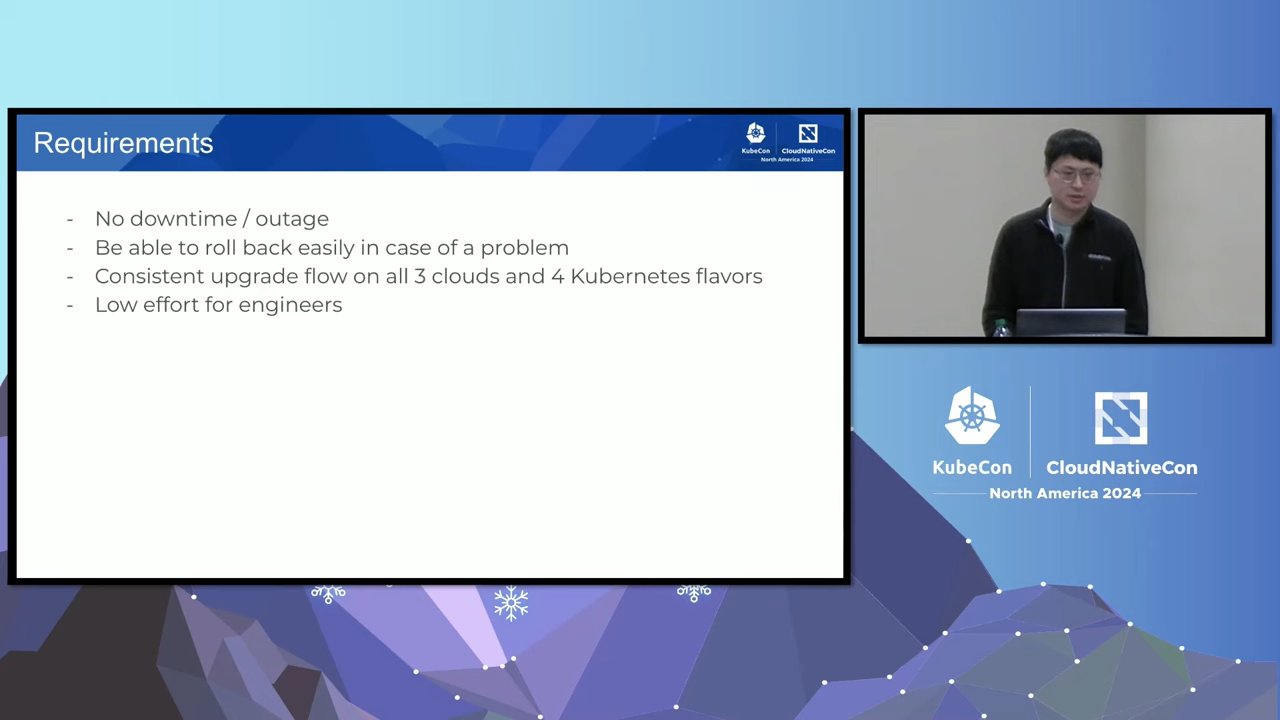 Requirements
KubeCon
CloudNativeCon
North America 2024
- No downtime / outage
- Be able to roll back easily in case of a problem
- Consistent upgrade flow on all 3 clouds and 4 Kubernetes flavors
- Low effort for engineers
KubeCon
CloudNativeCon
North America 2024